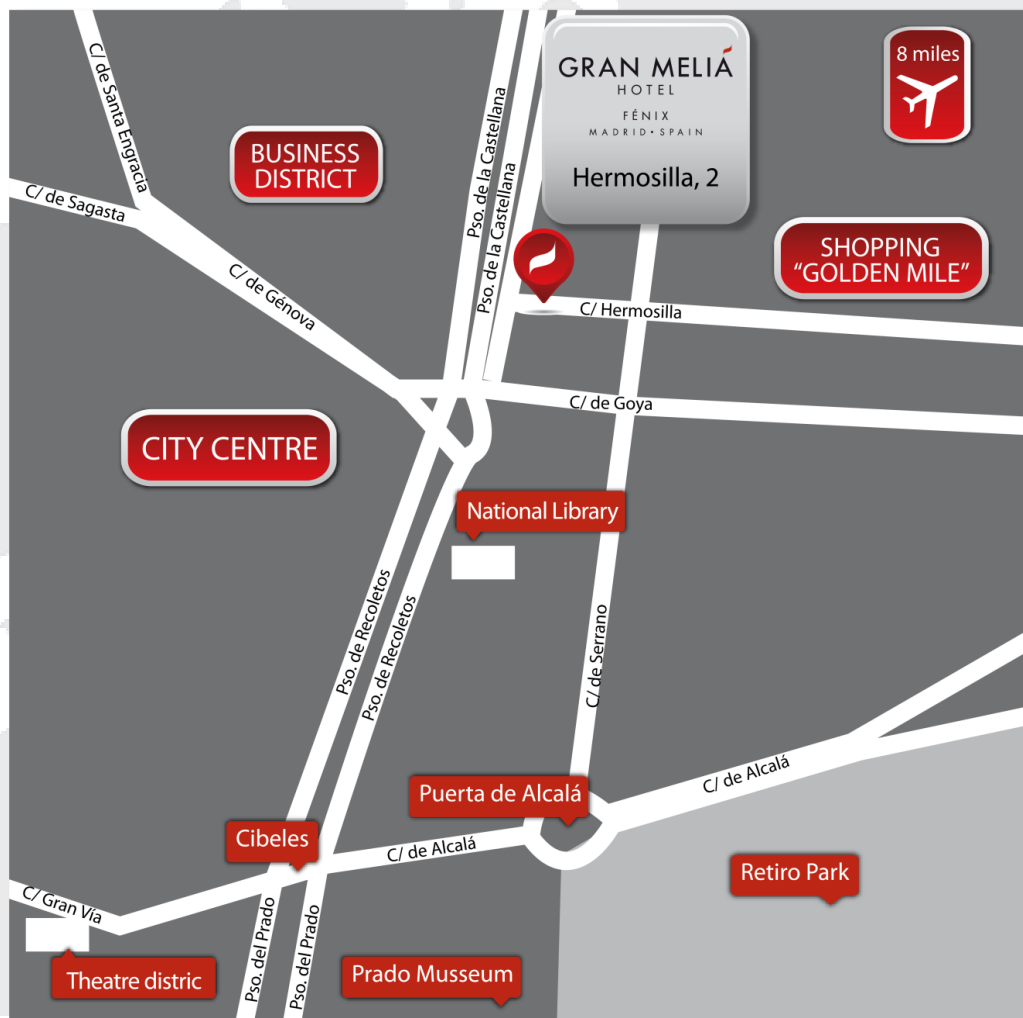 GRAN MELIÁ
HOTEL
FÉNIX
MADRID • SPAIN
Hermosilla, 2
8 miles
C/ de Santa Engracia
BUSINESS
DISTRICT
Pso. de la Castellana
Pso. de la Castellana
C/ de Sagasta
SHOPPING
“GOLDEN MILE”
C/ de Génova
C/ Hermosilla
C/ de Goya
CITY CENTRE
National Library
Pso. de Recoletos
Pso. de Recoletos
C/ de Serrano
C/ de Alcalá
Puerta de Alcalá
Cibeles
C/ de Alcalá
Retiro Park
C/ Gran Vía
Pso. del Prado
Pso. del Prado
Theatre distric
Prado Musseum